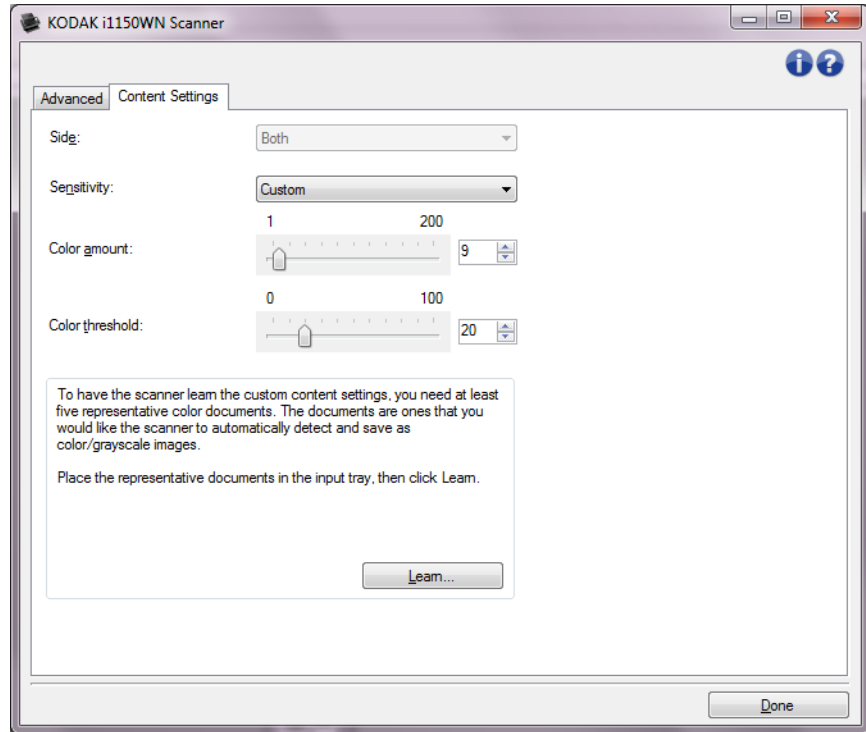 KODAK i1150WN Scanner
Advanced
Content Settings
Side:
Both
Sensitivity:
Custom
1 200
Color amount:
9
0 100
Color threshold:
20
To have the scanner learn the custom content settings, you need at least
five representative color documents. The documents are ones that you
would like the scanner to automatically detect and save as
color/grayscale images.
Place the representative documents in the input tray, then click Learn.
Learn...
Done